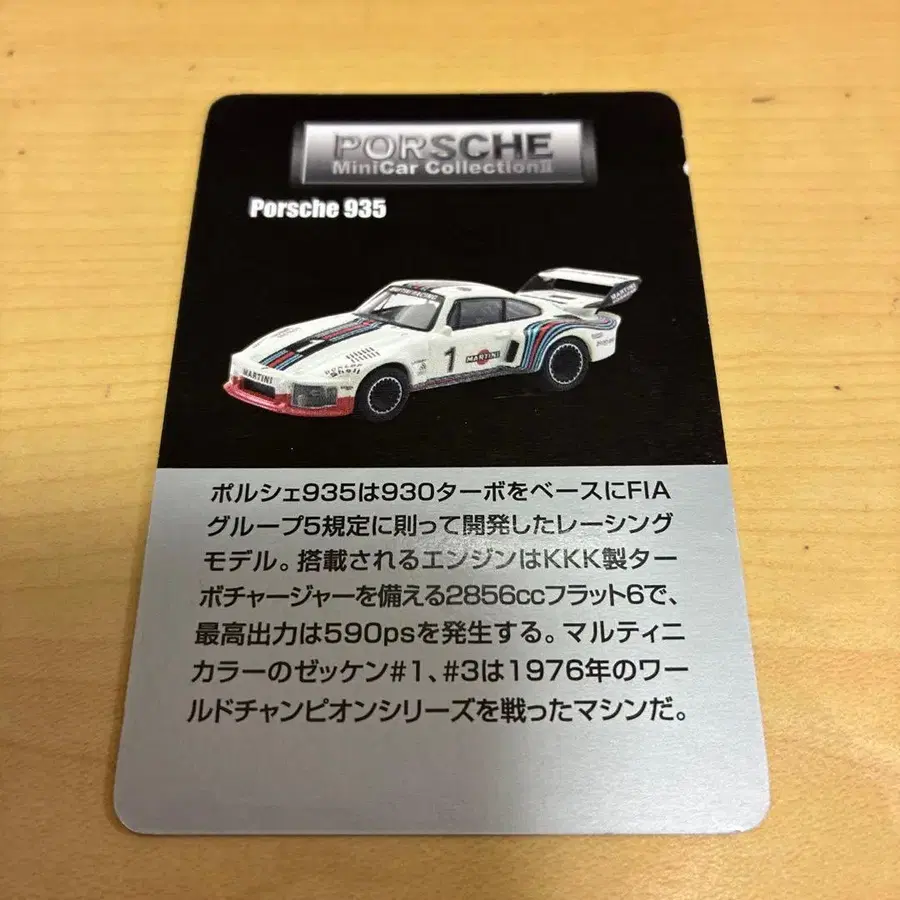 PORSCHE
MiniCar CollectionII
Porsche 935
MARTINI
1
MARTINI
1
MARTINI
ポルシェ935は930ターボをベースにFIA
グループ5規定に則って開発したレーシング
モデル。搭載されるエンジンはKKK製ター
ボチャージャーを備える2856ccフラット6で、
最高出力は590psを発生する。マルティニ
カラーのゼッケン#1、#3は1976年のワー
ルドチャンピオンシリーズを戦ったマシンだ。